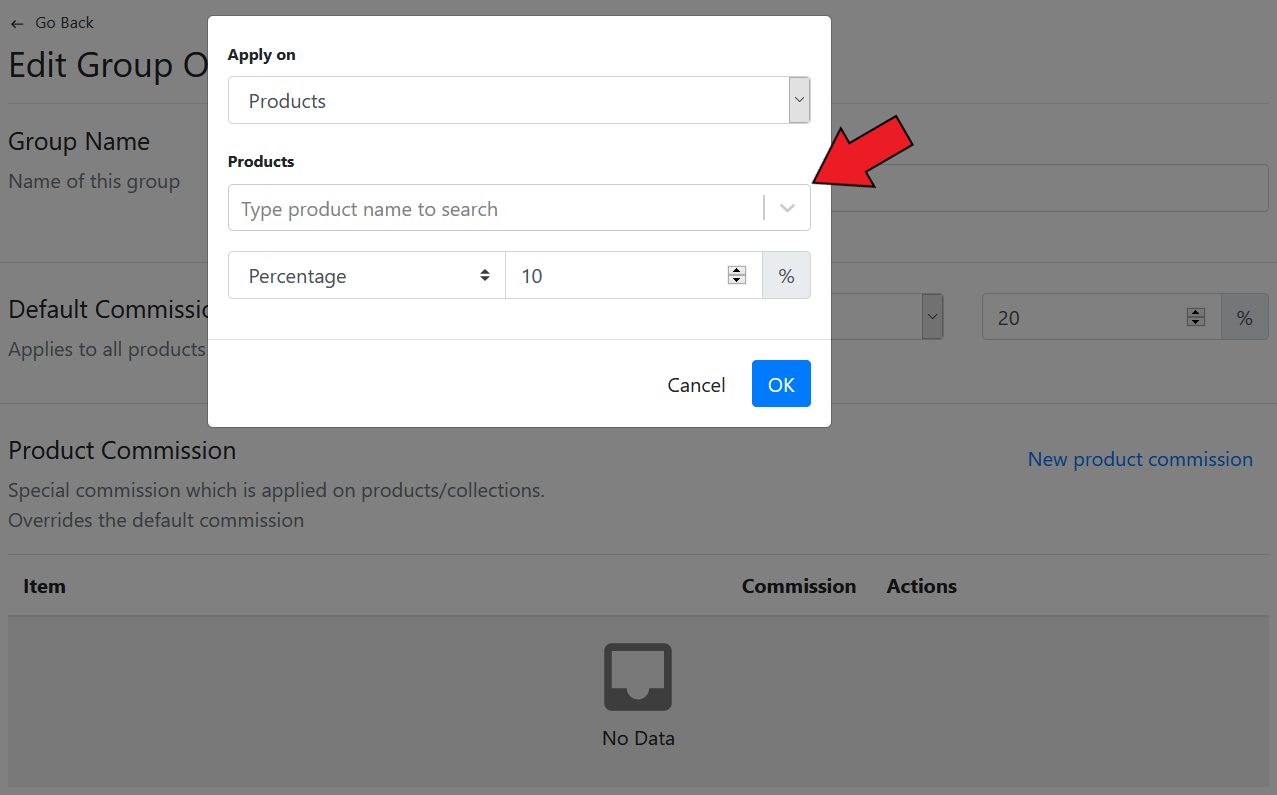 ← Go Back
Edit Group O
Group Name
Name of this group
Default Commissio
Applies to all products
20
%
Product Commission
New product commission
Special commission which is applied on products/collections.
Overrides the default commission
Item Commission Actions
No Data
Apply on
Products
Products
Type product name to search
Percentage 10 %
Cancel OK